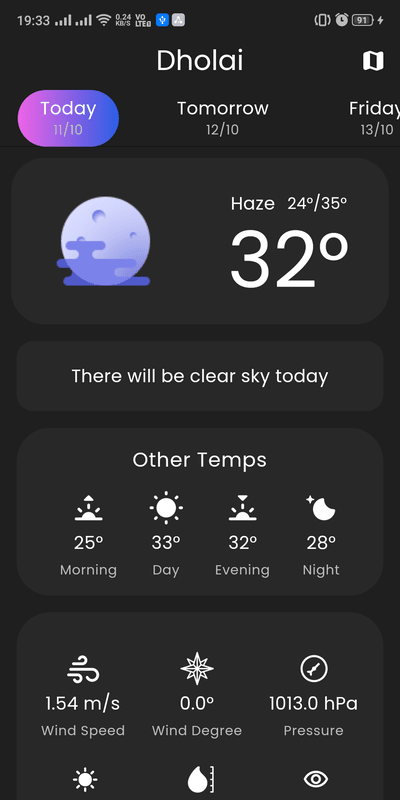 19:33 0.24 KB/S VO LTE 91
Dholai
Today Tomorrow Friday
11/10 12/10 13/10
Haze 24°/35°
32°
There will be clear sky today
Other Temps
25° 33° 32° 28°
Morning Day Evening Night
1.54 m/s 0.0° 1013.0 hPa
Wind Speed Wind Degree Pressure